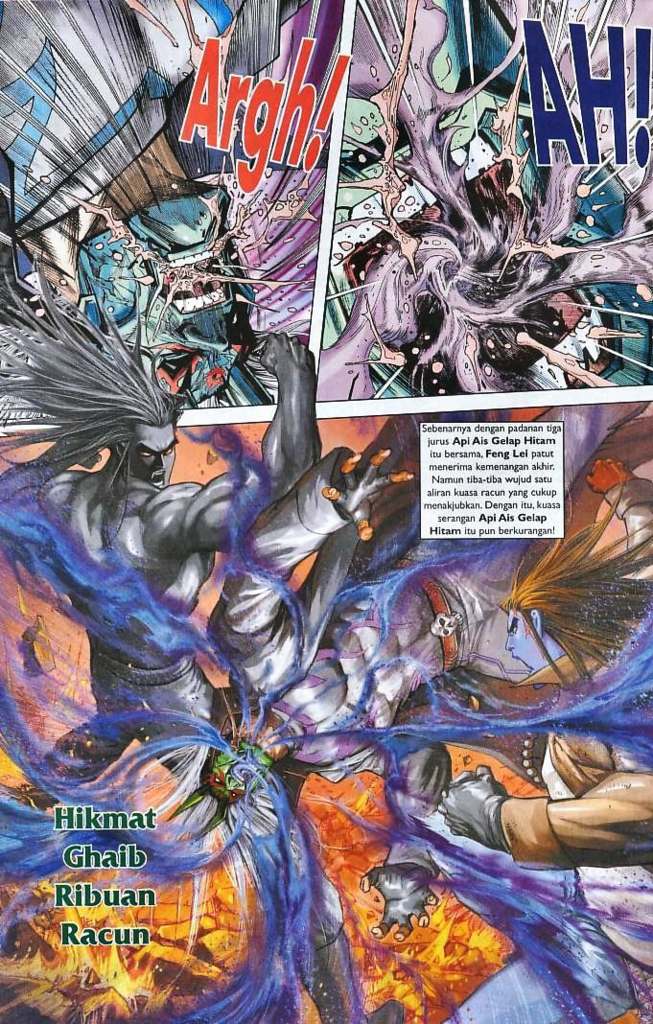 Argh!
AH!
Sebenarnya dengan padanan tiga
jurus Api Ais Gelap Hitam
itu bersama, Feng Lei patut
menerima kemenangan akhir.
Namun tiba-tiba wujud satu
aliran kuasa racun yang cukup
menakjubkan. Dengan itu, kuasa
serangan Api Ais Gelap
Hitam itu pun berkurangan!
Hikmat
Ghaib
Ribuan
Racun